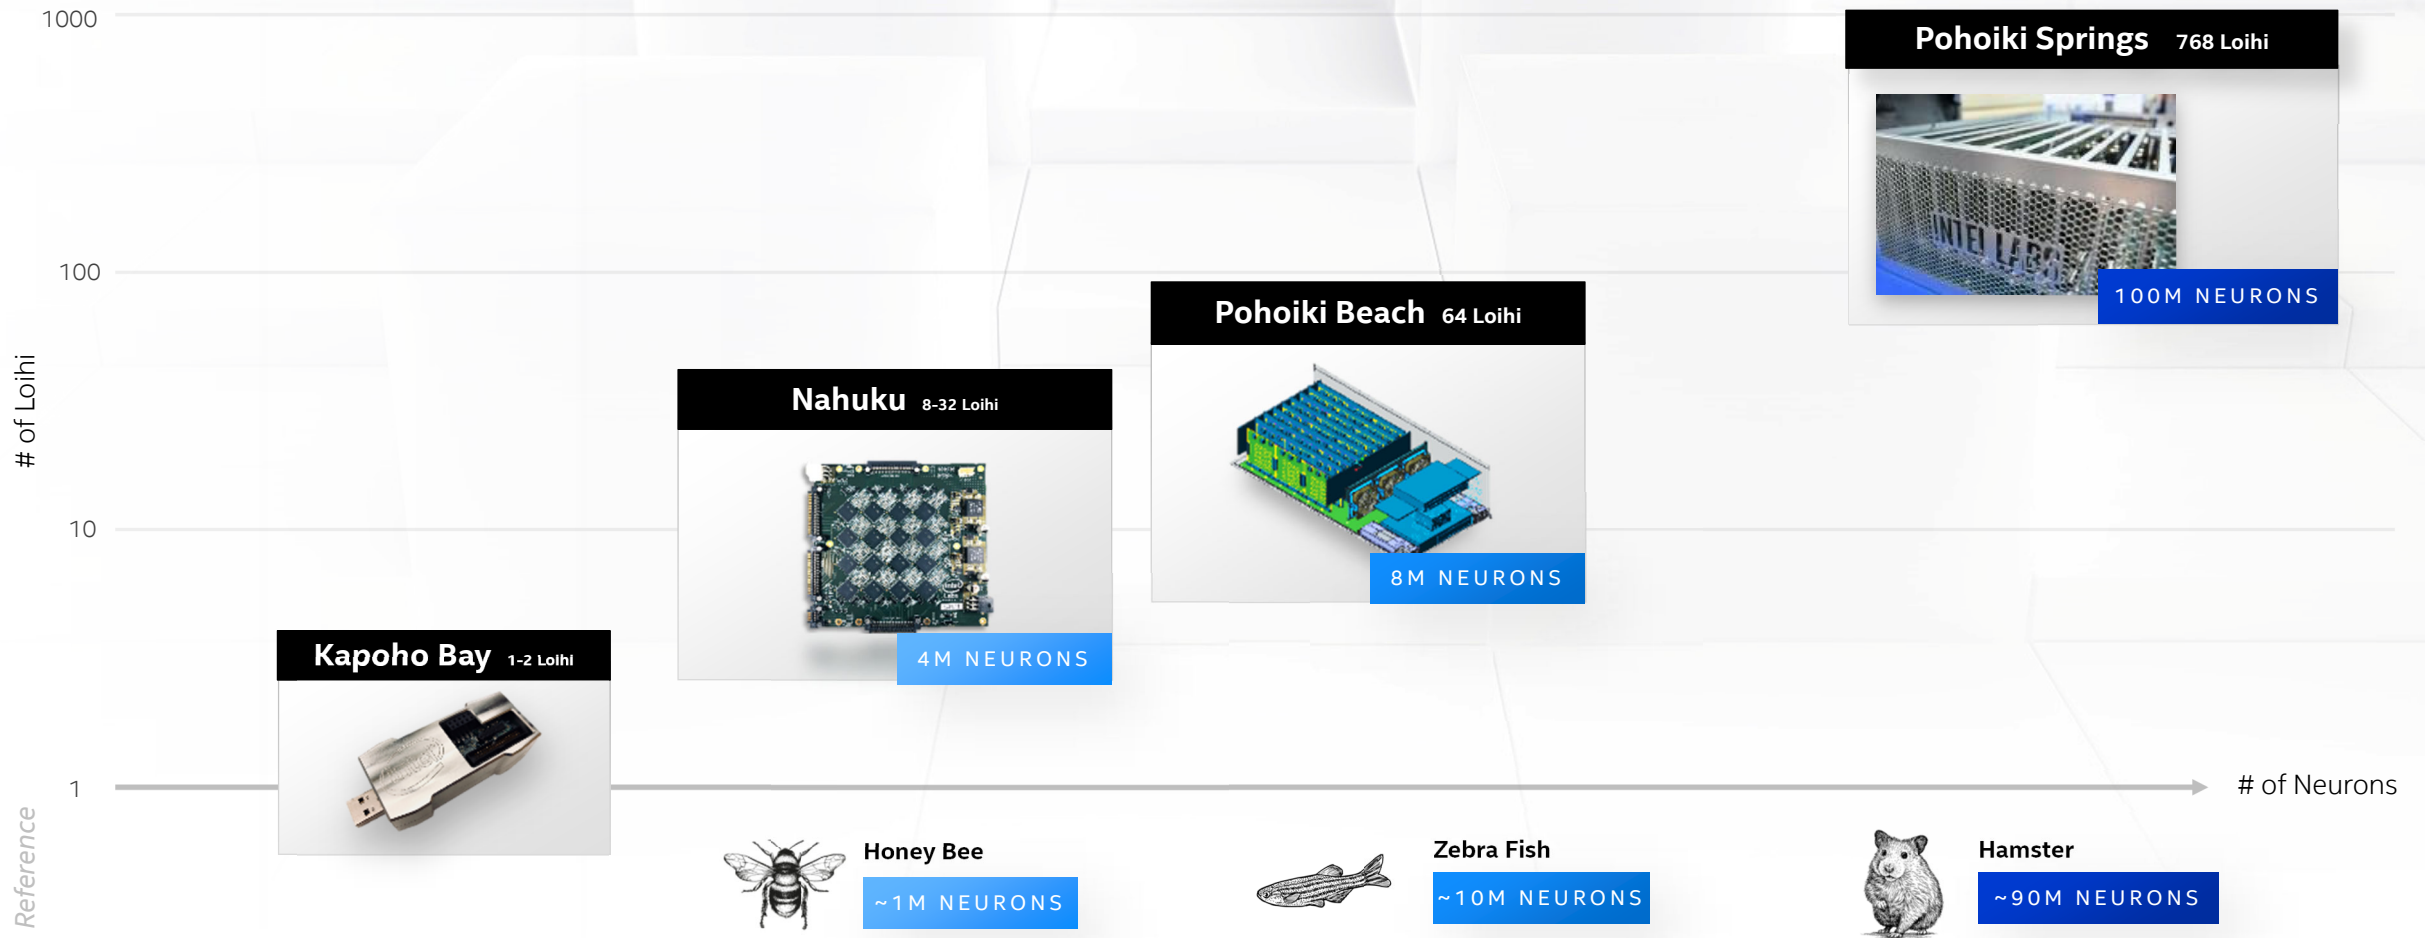 1000
Pohoiki Springs 768 Loihi
INTEL LABS
100M NEURONS
100
# of Loihi
Pohoiki Beach 64 Loihi
8M NEURONS
Nahuku 8-32 Loihi
4M NEURONS
10
Kapoho Bay 1-2 Loihi
1
# of Neurons
Reference
Honey Bee
~1M NEURONS
Zebra Fish
~10M NEURONS
Hamster
~90M NEURONS